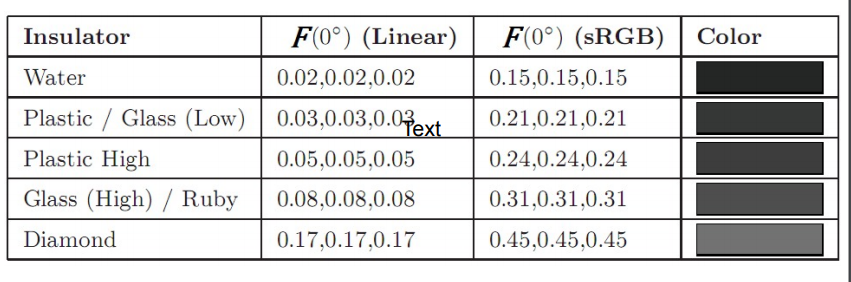 Insulator F(0°) (Linear) F(0°) (sRGB) Color
Water 0.02,0.02,0.02 0.15,0.15,0.15
Plastic / Glass (Low) 0.03,0.03,0.03 0.21,0.21,0.21
Text
Plastic High 0.05,0.05,0.05 0.24,0.24,0.24
Glass (High) / Ruby 0.08,0.08,0.08 0.31,0.31,0.31
Diamond 0.17,0.17,0.17 0.45,0.45,0.45